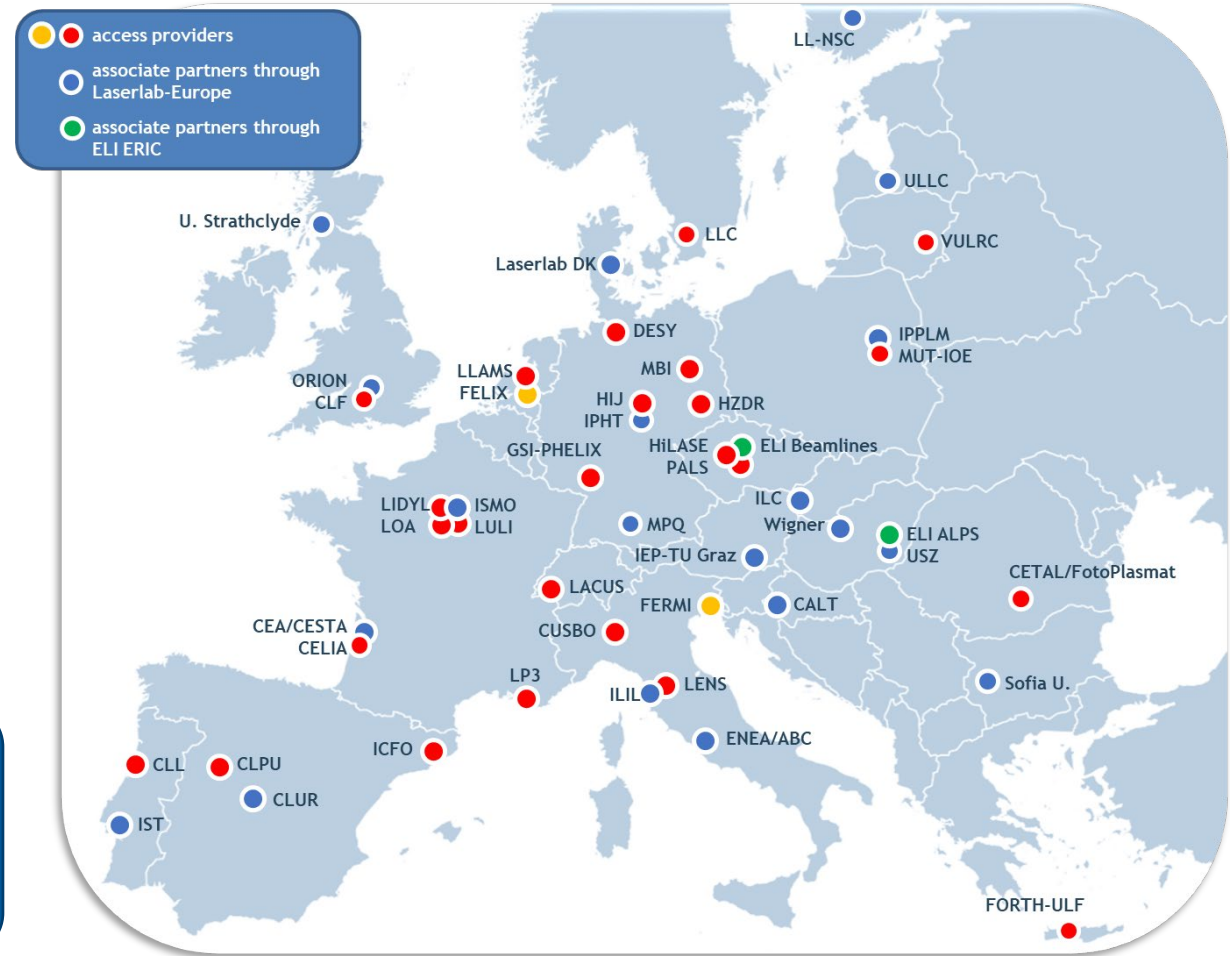 access providers
associate partners through
Laserlab-Europe
associate partners through
ELI ERIC
LL-NSC
ULLC
U. Strathclyde
LLC
VULRC
Laserlab DK
DESY
IPPLM
MUT-IOE
MBI
LLAMS
FELIX
ORION
CLF
HIJ
IPHT
HZDR
HiLASE
PALS
ELI Beamlines
GSI-PHELIX
LIDYL
LOA
ISMO
LULI
ILC
MPQ
Wigner
ELI ALPS
USZ
IEP-TU Graz
CETAL/FotoPlasmat
LACUS
FERMI
CALT
CEA/CESTA
CELIA
CUSBO
LP3
ILIL
LENS
Sofia U.
ICFO
ENEA/ABC
CLL
CLPU
CLUR
IST
FORTH-ULF